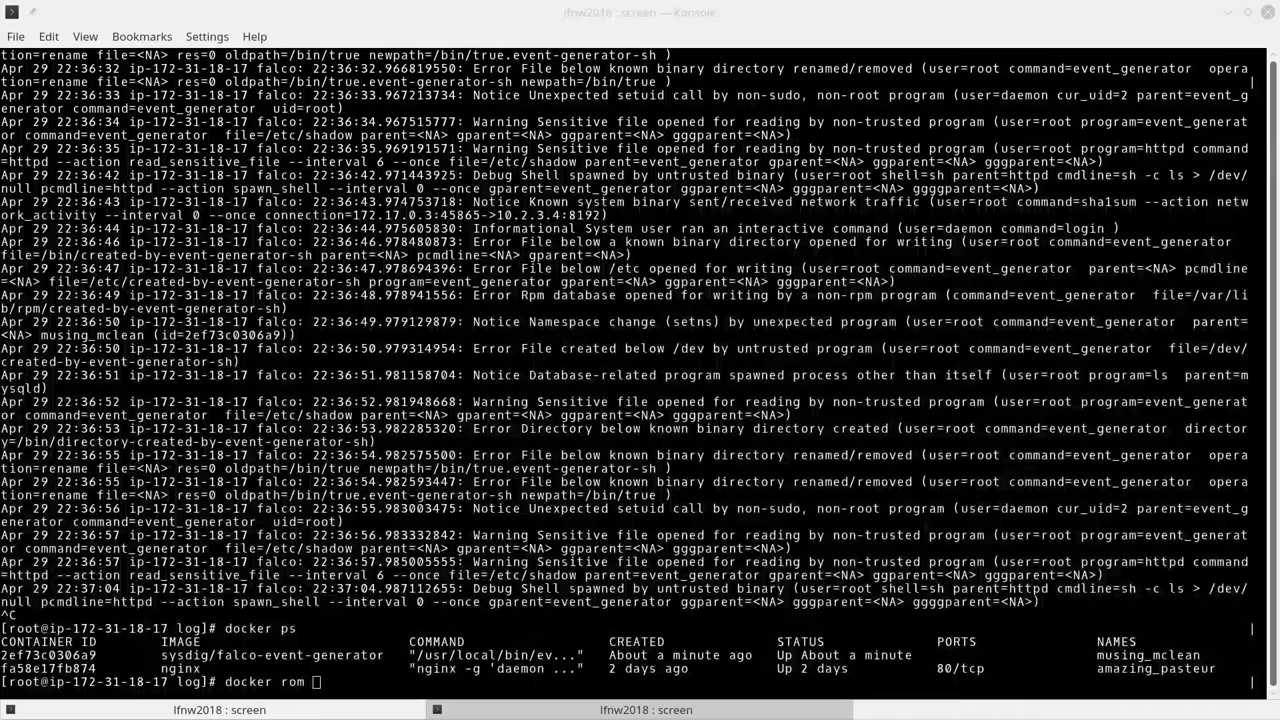 lfnw2018 : screen — Konsole
File Edit View Bookmarks Settings Help
tion=rename file=<NA> res=0 oldpath=/bin/true newpath=/bin/true.event-generator-sh )
Apr 29 22:36:32 ip-172-31-18-17 falco: 22:36:32.966819550: Error File below known binary directory renamed/removed (user=root command=event_generator  opera
tion=rename file=<NA> res=0 oldpath=/bin/true.event-generator-sh newpath=/bin/true )
Apr 29 22:36:33 ip-172-31-18-17 falco: 22:36:33.967213734: Notice Unexpected setuid call by non-sudo, non-root program (user=daemon cur_uid=2 parent=event_g
enerator command=event_generator  uid=root)
Apr 29 22:36:34 ip-172-31-18-17 falco: 22:36:34.967515777: Warning Sensitive file opened for reading by non-trusted program (user=root program=event_generat
or command=event_generator  file=/etc/shadow parent=<NA> gparent=<NA> ggparent=<NA> gggparent=<NA>)
Apr 29 22:36:35 ip-172-31-18-17 falco: 22:36:35.969191571: Warning Sensitive file opened for reading by non-trusted program (user=root program=httpd command
=httpd --action read_sensitive_file --interval 6 --once file=/etc/shadow parent=event_generator gparent=<NA> ggparent=<NA> gggparent=<NA>)
Apr 29 22:36:42 ip-172-31-18-17 falco: 22:36:42.971443925: Debug Shell spawned by untrusted binary (user=root shell=sh parent=httpd cmdline=sh -c ls > /dev/
null pcmdline=httpd --action spawn_shell --interval 0 --once gparent=event_generator ggparent=<NA> gggparent=<NA> ggggparent=<NA>)
Apr 29 22:36:43 ip-172-31-18-17 falco: 22:36:43.974753718: Notice Known system binary sent/received network traffic (user=root command=sha1sum --action netw
ork_activity --interval 0 --once connection=172.17.0.3:45865->10.2.3.4:8192)
Apr 29 22:36:44 ip-172-31-18-17 falco: 22:36:44.975605830: Informational System user ran an interactive command (user=daemon command=login )
Apr 29 22:36:46 ip-172-31-18-17 falco: 22:36:46.978480873: Error File below a known binary directory opened for writing (user=root command=event_generator
file=/bin/created-by-event-generator-sh parent=<NA> pcmdline=<NA> gparent=<NA>)
Apr 29 22:36:47 ip-172-31-18-17 falco: 22:36:47.978694396: Error File below /etc opened for writing (user=root command=event_generator  parent=<NA> pcmdline
=<NA> file=/etc/created-by-event-generator-sh program=event_generator gparent=<NA> ggparent=<NA> gggparent=<NA>)
Apr 29 22:36:49 ip-172-31-18-17 falco: 22:36:48.978941556: Error Rpm database opened for writing by a non-rpm program (command=event_generator  file=/var/li
b/rpm/created-by-event-generator-sh)
Apr 29 22:36:50 ip-172-31-18-17 falco: 22:36:49.979129879: Notice Namespace change (setns) by unexpected program (user=root command=event_generator  parent=
<NA> musing_mclean (id=2ef73c0306a9))
Apr 29 22:36:50 ip-172-31-18-17 falco: 22:36:50.979314954: Error File created below /dev by untrusted program (user=root command=event_generator  file=/dev/
created-by-event-generator-sh)
Apr 29 22:36:51 ip-172-31-18-17 falco: 22:36:51.981158704: Notice Database-related program spawned process other than itself (user=root program=ls  parent=m
ysqld)
Apr 29 22:36:52 ip-172-31-18-17 falco: 22:36:52.981948668: Warning Sensitive file opened for reading by non-trusted program (user=root program=event_generat
or command=event_generator  file=/etc/shadow parent=<NA> gparent=<NA> ggparent=<NA> gggparent=<NA>)
Apr 29 22:36:53 ip-172-31-18-17 falco: 22:36:53.982285320: Error Directory below known binary directory created (user=root command=event_generator  director
y=/bin/directory-created-by-event-generator-sh)
Apr 29 22:36:55 ip-172-31-18-17 falco: 22:36:54.982575500: Error File below known binary directory renamed/removed (user=root command=event_generator  opera
tion=rename file=<NA> res=0 oldpath=/bin/true newpath=/bin/true.event-generator-sh )
Apr 29 22:36:55 ip-172-31-18-17 falco: 22:36:54.982593447: Error File below known binary directory renamed/removed (user=root command=event_generator  opera
tion=rename file=<NA> res=0 oldpath=/bin/true.event-generator-sh newpath=/bin/true )
Apr 29 22:36:56 ip-172-31-18-17 falco: 22:36:55.983003475: Notice Unexpected setuid call by non-sudo, non-root program (user=daemon cur_uid=2 parent=event_g
enerator command=event_generator  uid=root)
Apr 29 22:36:57 ip-172-31-18-17 falco: 22:36:56.983332842: Warning Sensitive file opened for reading by non-trusted program (user=root program=event_generat
or command=event_generator  file=/etc/shadow parent=<NA> gparent=<NA> ggparent=<NA> gggparent=<NA>)
Apr 29 22:36:57 ip-172-31-18-17 falco: 22:36:57.985005555: Warning Sensitive file opened for reading by non-trusted program (user=root program=httpd command
=httpd --action read_sensitive_file --interval 6 --once file=/etc/shadow parent=event_generator gparent=<NA> ggparent=<NA> gggparent=<NA>)
Apr 29 22:37:04 ip-172-31-18-17 falco: 22:37:04.987112655: Debug Shell spawned by untrusted binary (user=root shell=sh parent=httpd cmdline=sh -c ls > /dev/
null pcmdline=httpd --action spawn_shell --interval 0 --once gparent=event_generator ggparent=<NA> gggparent=<NA> ggggparent=<NA>)
^C
[root@ip-172-31-18-17 log]# docker ps
CONTAINER ID        IMAGE                         COMMAND                  CREATED              STATUS              PORTS               NAMES
2ef73c0306a9        sysdig/falco-event-generator   "/usr/local/bin/ev..."   About a minute ago   Up About a minute                       musing_mclean
fa58e17fb874        nginx                         "nginx -g 'daemon ..."   2 days ago           Up 2 days           80/tcp              amazing_pasteur
[root@ip-172-31-18-17 log]# docker rom
lfnw2018 : screen lfnw2018 : screen